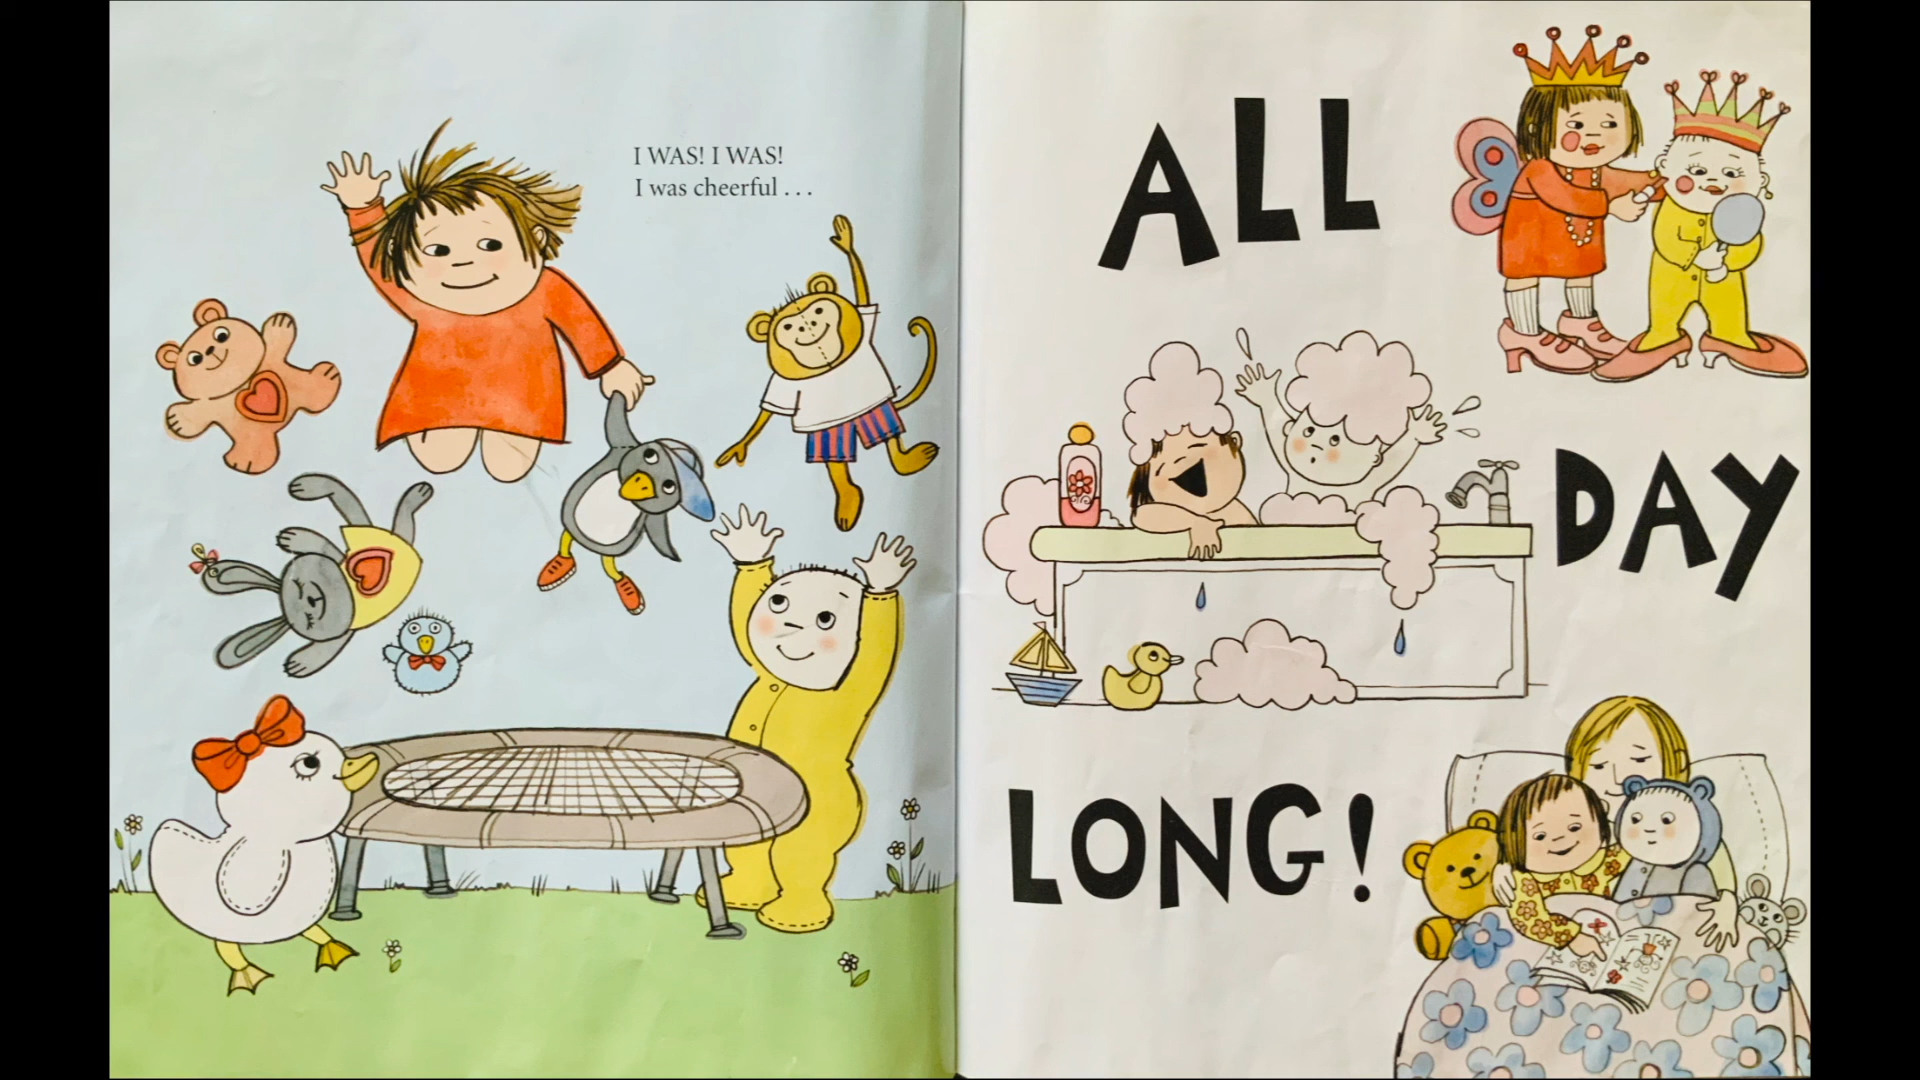 I WAS! I WAS!
I was cheerful . . .
ALL
DAY
LONG!